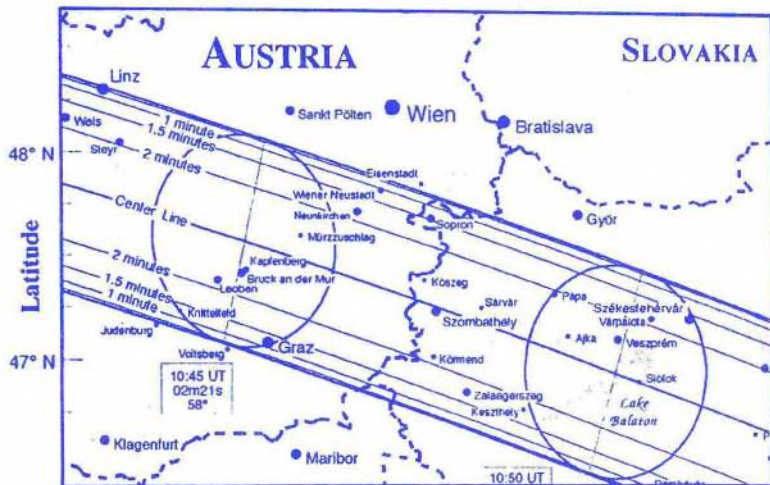 AUSTRIA
SLOVAKIA
Linz
1 minute
1.5 minutes
2 minutes
Wels
Steyr
Sankt Pölten
Wien
Bratislava
48° N
Eisenstadt
Wiener Neustadt
Neunkirchen
Sopron
Győr
Center Line
Mürzzuschlag
Kapfenberg
Bruck an der Mur
Leoben
2 minutes
1.5 minutes
1 minute
Knittelfeld
Judenburg
Voitsberg
Graz
Köszeg
Sárvár
Szombathely
Pápa
Székesfehérvár
Várpalota
Ajka
Veszprém
Körmend
47° N
Latitude
Zalaegerszeg
Keszthely
Siófok
Lake
Balaton
10:45 UT
02m21s
58°
Klagenfurt
Maribor
10:50 UT